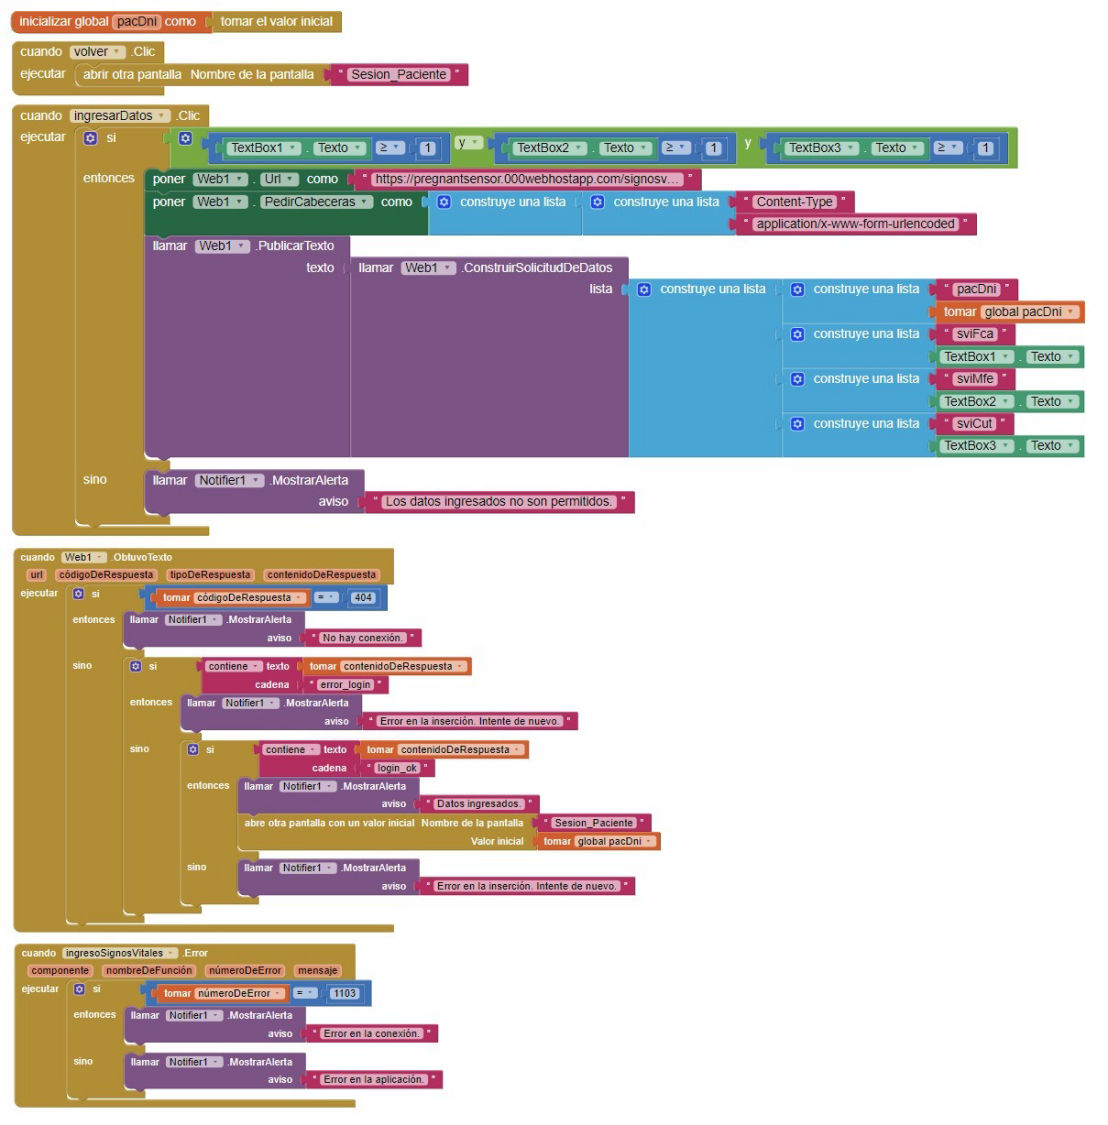 inicializar global pacDni como tomar el valor inicial
cuando volver .Clic
ejecutar abrir otra pantalla Nombre de la pantalla " Sesion_Paciente "
cuando ingresarDatos .Clic
ejecutar si
TextBox1 . Texto ≥ 1 y TextBox2 . Texto ≥ 1 y TextBox3 . Texto ≥ 1
entonces poner Web1 . Url como " https://pregnantsensor.000webhostapp.com/signosv... "
poner Web1 . PedirCabeceras como construye una lista construye una lista " Content-Type "
" application/x-www-form-urlencoded "
llamar Web1 .PublicarTexto
texto llamar Web1 .ConstruirSolicitudDeDatos
lista construye una lista construye una lista " pacDni "
tomar global pacDni
construye una lista " sviFca "
TextBox1 . Texto
construye una lista " sviMfe "
TextBox2 . Texto
construye una lista " sviCut "
TextBox3 . Texto
sino llamar Notifier1 .MostrarAlerta
aviso " Los datos ingresados no son permitidos. "
cuando Web1 .ObtuvoTexto
url códigoDeRespuesta tipoDeRespuesta contenidoDeRespuesta
ejecutar si tomar códigoDeRespuesta = 404
entonces llamar Notifier1 .MostrarAlerta
aviso " No hay conexión. "
sino si contiene texto tomar contenidoDeRespuesta
cadena " error_login "
entonces llamar Notifier1 .MostrarAlerta
aviso " Error en la inserción. Intente de nuevo. "
sino si contiene texto tomar contenidoDeRespuesta
cadena " login_ok "
entonces llamar Notifier1 .MostrarAlerta
aviso " Datos ingresados. "
abre otra pantalla con un valor inicial Nombre de la pantalla " Sesion_Paciente "
Valor inicial tomar global pacDni
sino llamar Notifier1 .MostrarAlerta
aviso " Error en la inserción. Intente de nuevo. "
cuando ingresoSignosVitales .Error
componente nombreDeFunción númeroDeError mensaje
ejecutar si tomar númeroDeError = 1103
entonces llamar Notifier1 .MostrarAlerta
aviso " Error en la conexión. "
sino llamar Notifier1 .MostrarAlerta
aviso " Error en la aplicación. "